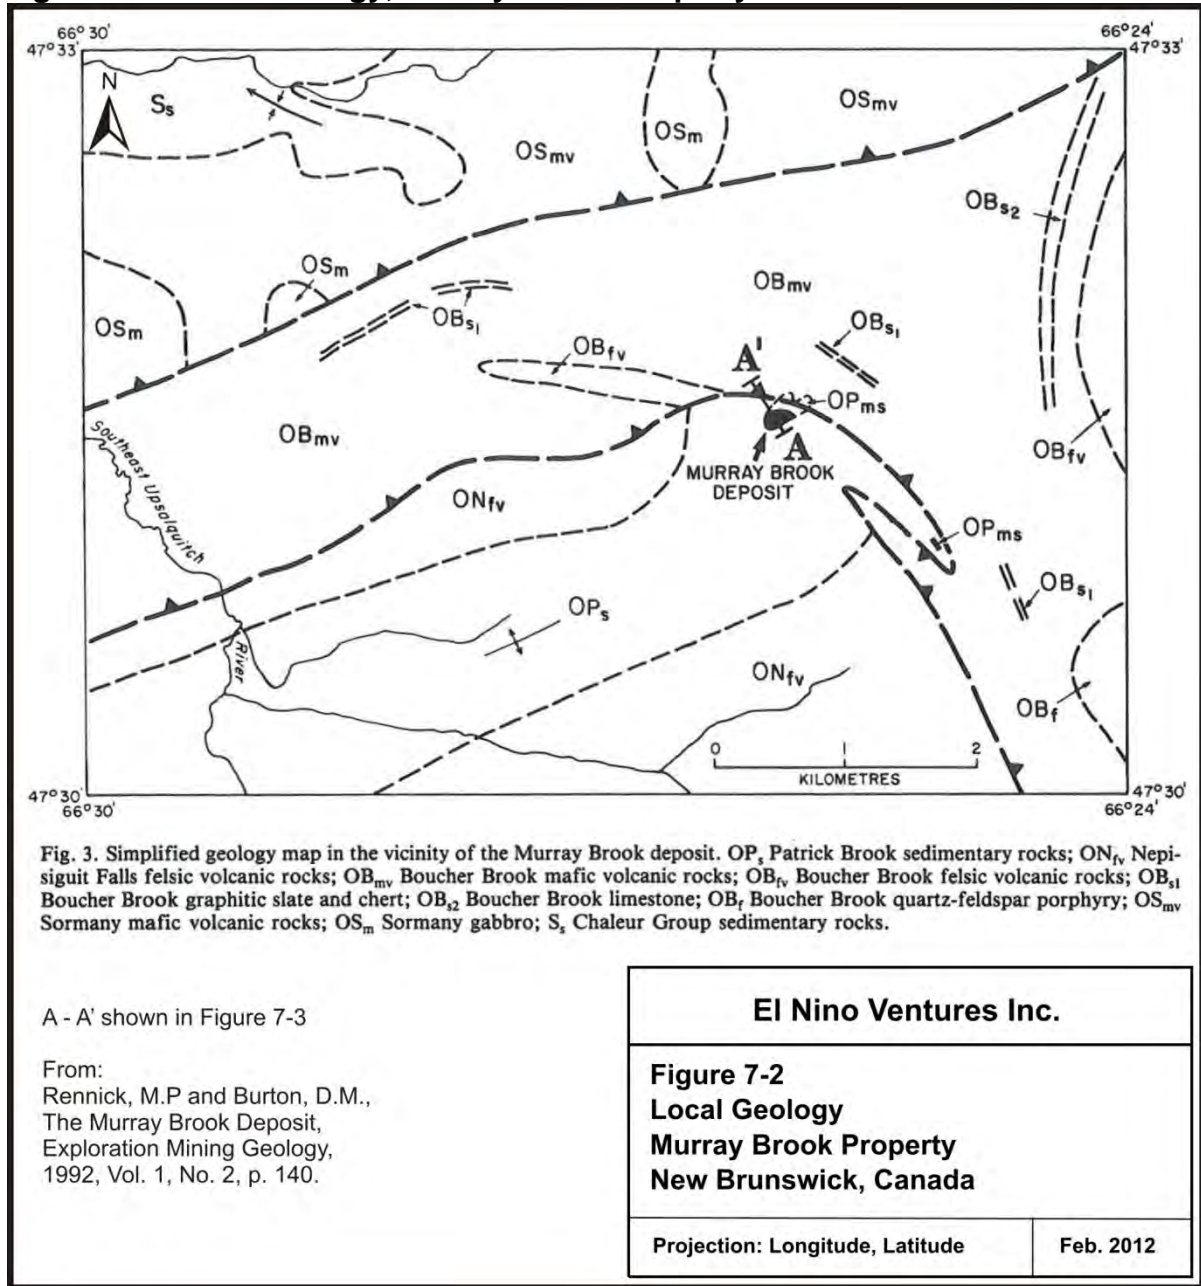 66° 30'
47° 33'
66° 24'
47° 33'
N
Ss
OSmv
OSm
OSmv
OBs2
OSm
OSm
OBs1
OBmv
OBs1
OBfv
A'
OPms
OBmv
A
OBfv
MURRAY BROOK
DEPOSIT
Southeast Upsalquitch
River
ONfv
OPms
OBs1
OPs
ONfv
OBf
0 1 2
KILOMETRES
47° 30'
66° 30'
47° 30'
66° 24'
Fig. 3. Simplified geology map in the vicinity of the Murray Brook deposit. OPs Patrick Brook sedimentary rocks; ONfv Nepi-
siguit Falls felsic volcanic rocks; OBmv Boucher Brook mafic volcanic rocks; OBfv Boucher Brook felsic volcanic rocks; OBs1
Boucher Brook graphitic slate and chert; OBs2 Boucher Brook limestone; OBf Boucher Brook quartz-feldspar porphyry; OSmv
Sormany mafic volcanic rocks; OSm Sormany gabbro; Ss Chaleur Group sedimentary rocks.
A - A' shown in Figure 7-3
From:
Rennick, M.P and Burton, D.M.,
The Murray Brook Deposit,
Exploration Mining Geology,
1992, Vol. 1, No. 2, p. 140.
El Nino Ventures Inc.
Figure 7-2
Local Geology
Murray Brook Property
New Brunswick, Canada
Projection: Longitude, Latitude
Feb. 2012